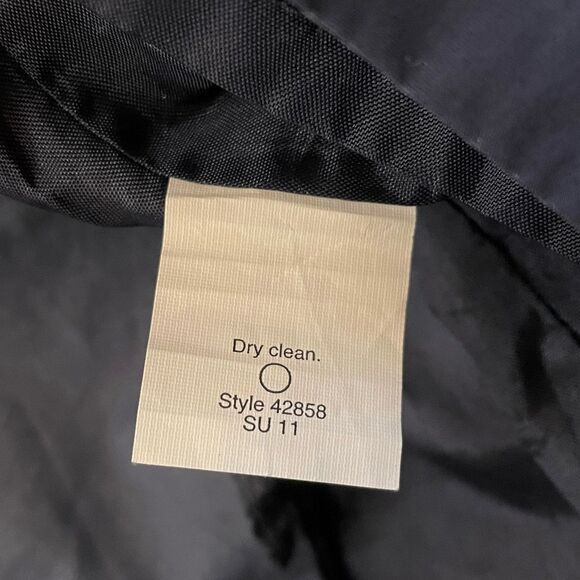 Dry clean.
Style 42858
SU 11